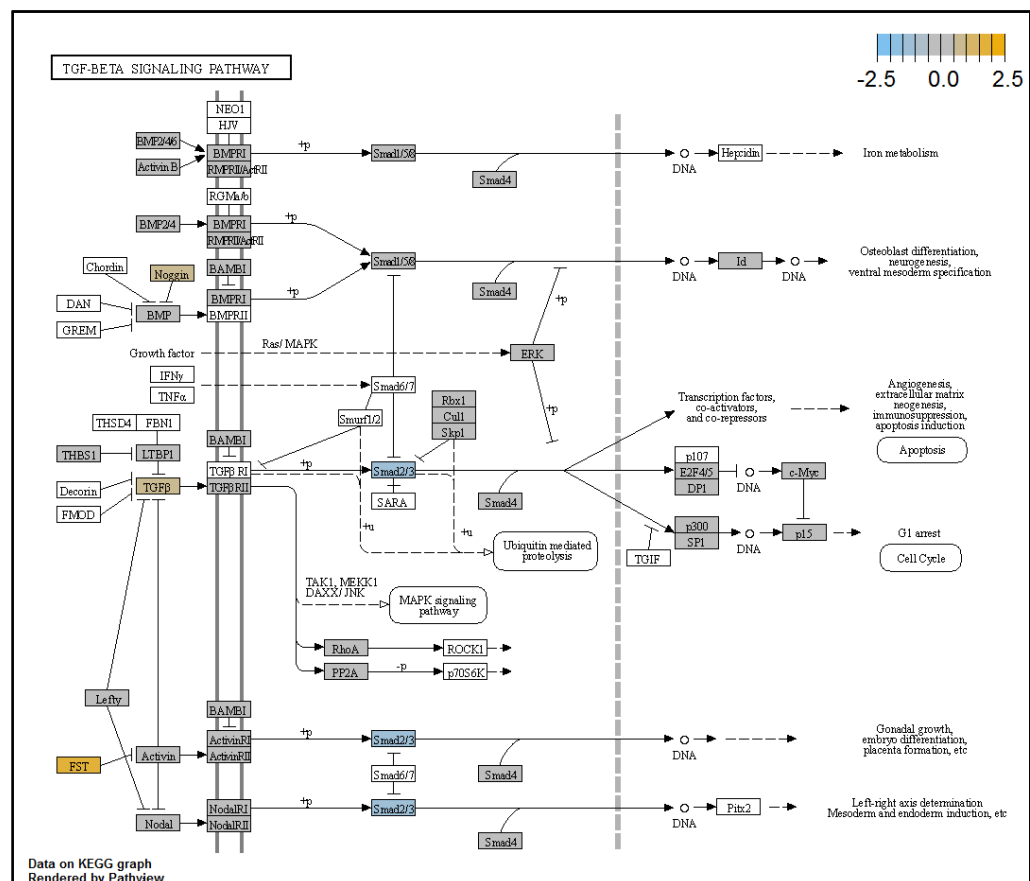 TGF-BETA SIGNALING PATHWAY
-2.5 0.0 2.5
NEO1
HJV
BMP2/4/6
Activin B
BMPRI
RMPRII/ActRII
+p
Smad1/5/8
Smad4
DNA
Hepcidin
Iron metabolism
RGMa/b
BMP2/4
BMPRI
RMPRII/ActRII
+p
Smad1/5/8
Smad4
DNA
Id
DNA
Osteoblast differentiation,
neurogenesis,
ventral mesoderm specification
Chordin
Noggin
BAMBI
DAN
GREM
BMP
BMPRI
BMPRII
+p
+p
Growth factor
Ras/ MAPK
ERK
IFNγ
TNFα
Smad6/7
Smurf1/2
Rbx1
Cul1
Skp1
+p
Transcription factors,
co-activators,
and co-repressors
Angiogenesis,
extracellular matrix
neogenesis,
immunosuppression,
apoptosis induction
Apoptosis
THSD4
FBN1
THBS1
LTBP1
BAMBI
Decorin
FMOD
TGFβ
TGFβ RI
TGFβ RII
+p
Smad2/3
SARA
Smad4
p107
E2F4/5
DP1
DNA
c-Myc
+u
+u
Ubiquitin mediated
proteolysis
TGIF
p300
SP1
DNA
p15
G1 arrest
Cell Cycle
TAK1, MEKK1
DAXX/ JNK
MAPK signaling
pathway
RhoA
ROCK1
PP2A
-p
p70S6K
Lefty
BAMBI
FST
Activin
ActivinRI
ActivinRII
+p
Smad2/3
Smad6/7
Smad4
DNA
Gonadal growth,
embryo differentiation,
placenta formation, etc
Nodal
NodalRI
NodalRII
+p
Smad2/3
Smad4
DNA
Pitx2
Left-right axis determination
Mesoderm and endoderm induction, etc
Data on KEGG graph
Rendered by Pathview